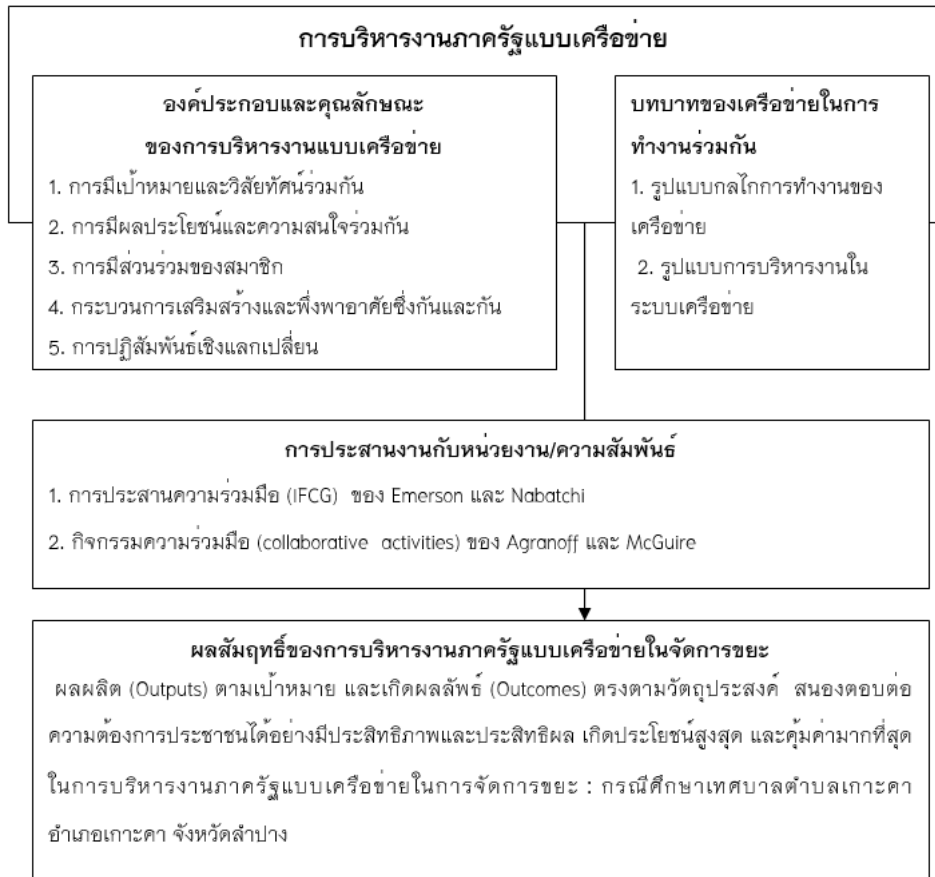 การบริหารงานภาครัฐแบบเครือข่าย
องค์ประกอบและคุณลักษณะ
ของการบริหารงานแบบเครือข่าย
1. การมีเป้าหมายและวิสัยทัศน์ร่วมกัน
2. การมีผลประโยชน์และความสนใจร่วมกัน
3. การมีส่วนร่วมของสมาชิก
4. กระบวนการเสริมสร้างและพึ่งพาอาศัยซึ่งกันและกัน
5. การปฏิสัมพันธ์เชิงแลกเปลี่ยน
บทบาทของเครือข่ายในการ
ทำงานร่วมกัน
1. รูปแบบกลไกการทำงานของ
เครือข่าย
2. รูปแบบการบริหารงานใน
ระบบเครือข่าย
การประสานงานกับหน่วยงาน/ความสัมพันธ์
1. การประสานความร่วมมือ (IFCG) ของ Emerson และ Nabatchi
2. กิจกรรมความร่วมมือ (collaborative activities) ของ Agranoff และ McGuire
ผลสัมฤทธิ์ของการบริหารงานภาครัฐแบบเครือข่ายในจัดการขยะ
ผลผลิต (Outputs) ตามเป้าหมาย และเกิดผลลัพธ์ (Outcomes) ตรงตามวัตถุประสงค์ สนองตอบต่อ
ความต้องการประชาชนได้อย่างมีประสิทธิภาพและประสิทธิผล เกิดประโยชน์สูงสุด และคุ้มค่ามากที่สุด
ในการบริหารงานภาครัฐแบบเครือข่ายในการจัดการขยะ : กรณีศึกษาเทศบาลตำบลเกาะคา
อำเภอเกาะคา จังหวัดลำปาง